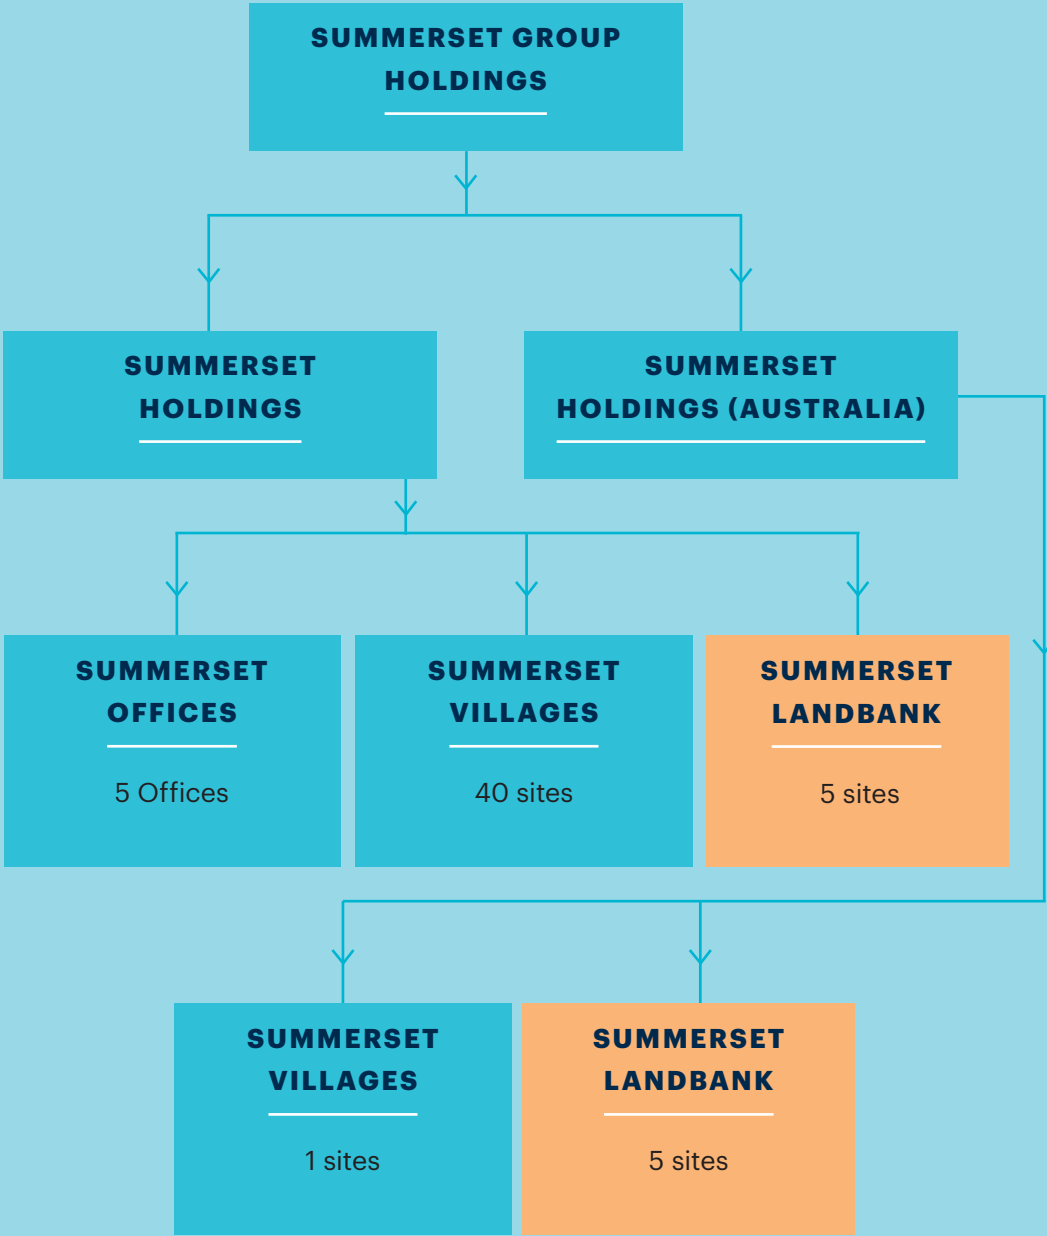 SUMMERSET GROUP
HOLDINGS
SUMMERSET
HOLDINGS
SUMMERSET
HOLDINGS (AUSTRALIA)
SUMMERSET
OFFICES
5 Offices
SUMMERSET
VILLAGES
40 sites
SUMMERSET
LANDBANK
5 sites
SUMMERSET
VILLAGES
1 sites
SUMMERSET
LANDBANK
5 sites